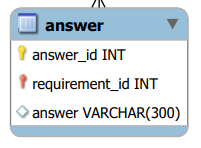 answer
answer_id INT
requirement_id INT
answer VARCHAR(300)